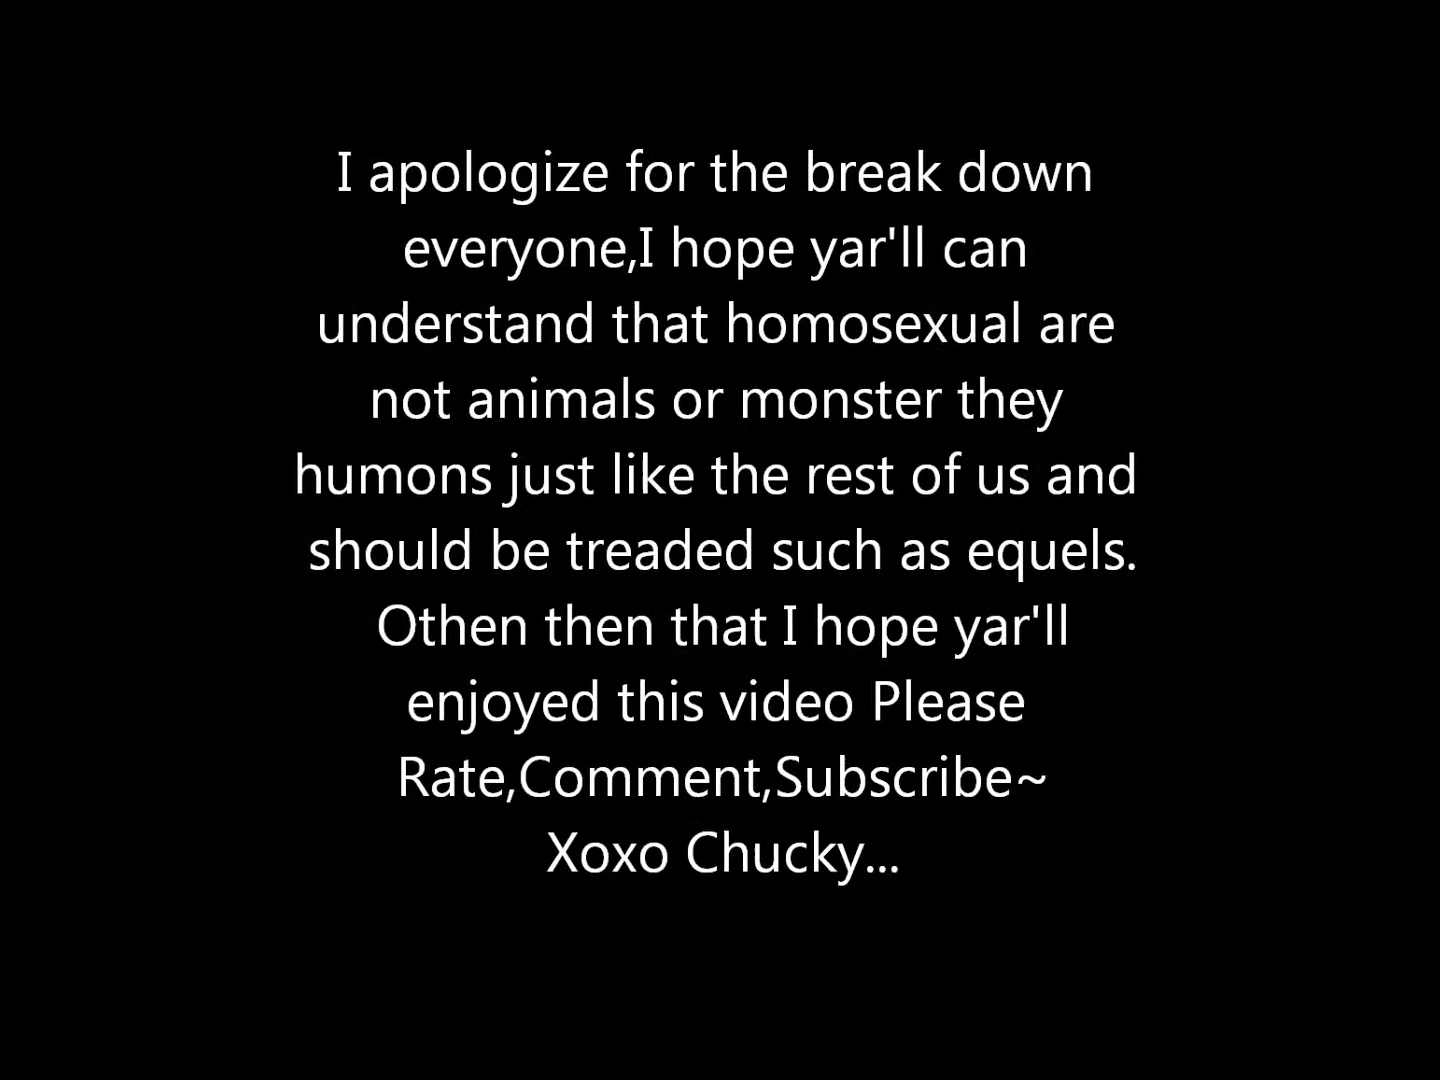 I apologize for the break down
everyone,I hope yar'll can
understand that homosexual are
not animals or monster they
humons just like the rest of us and
should be treaded such as equels.
Othen then that I hope yar'll
enjoyed this video Please
Rate,Comment,Subscribe~
Xoxo Chucky...